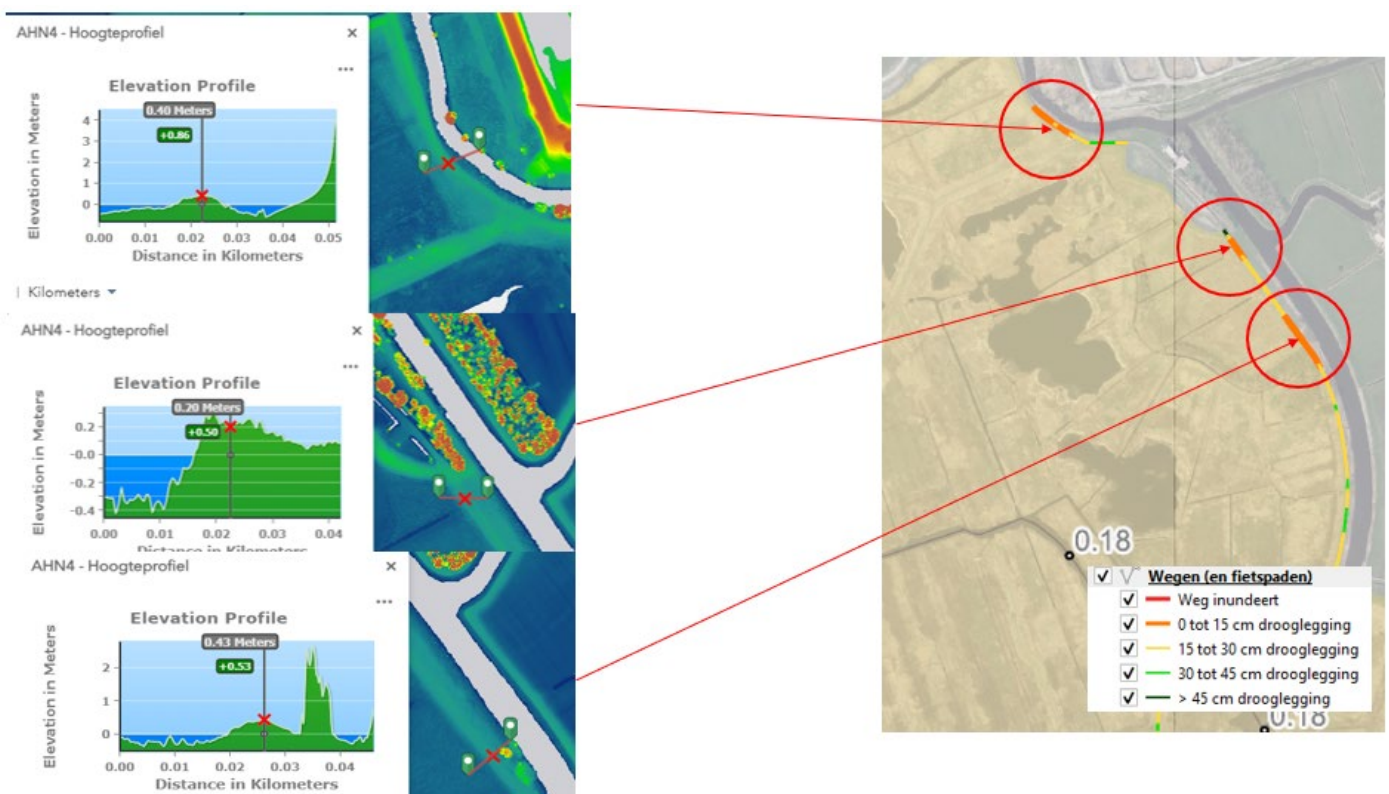 AHN4 - Hoogteprofiel ×
...
Elevation Profile
0.40 Meters
+0.86
Elevation in Meters
4
3
2
1
0
0.00 0.01 0.02 0.03 0.04 0.05
Distance in Kilometers
| Kilometers
AHN4 - Hoogteprofiel ×
...
Elevation Profile
0.20 Meters
+0.50
Elevation in Meters
0.2
-0.0
-0.2
-0.4
0.00 0.01 0.02 0.03 0.04
Distance in Kilometers
AHN4 - Hoogteprofiel ×
...
Elevation Profile
0.43 Meters
+0.53
Elevation in Meters
2
1
0
0.00 0.01 0.02 0.03 0.04
Distance in Kilometers
0.18
Wegen (en fietspaden)
Weg inundeert
0 tot 15 cm drooglegging
15 tot 30 cm drooglegging
30 tot 45 cm drooglegging
> 45 cm drooglegging
0.18